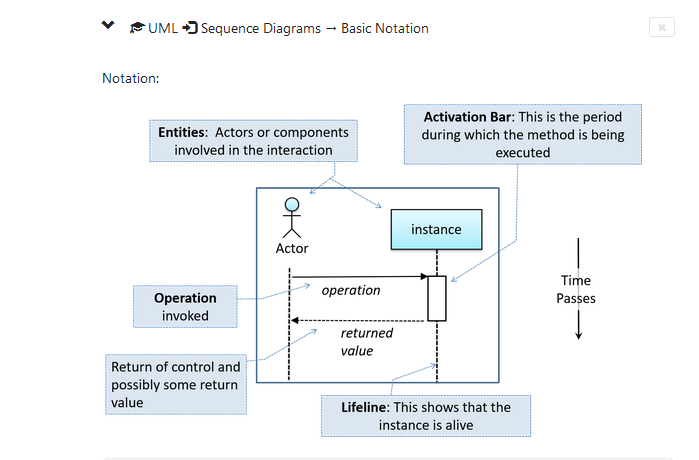 UML Sequence Diagrams → Basic Notation
Notation:
Entities: Actors or components
involved in the interaction
Activation Bar: This is the period
during which the method is being
executed
instance
Actor
operation
Operation
invoked
Time
Passes
returned
value
Return of control and
possibly some return
value
Lifeline: This shows that the
instance is alive